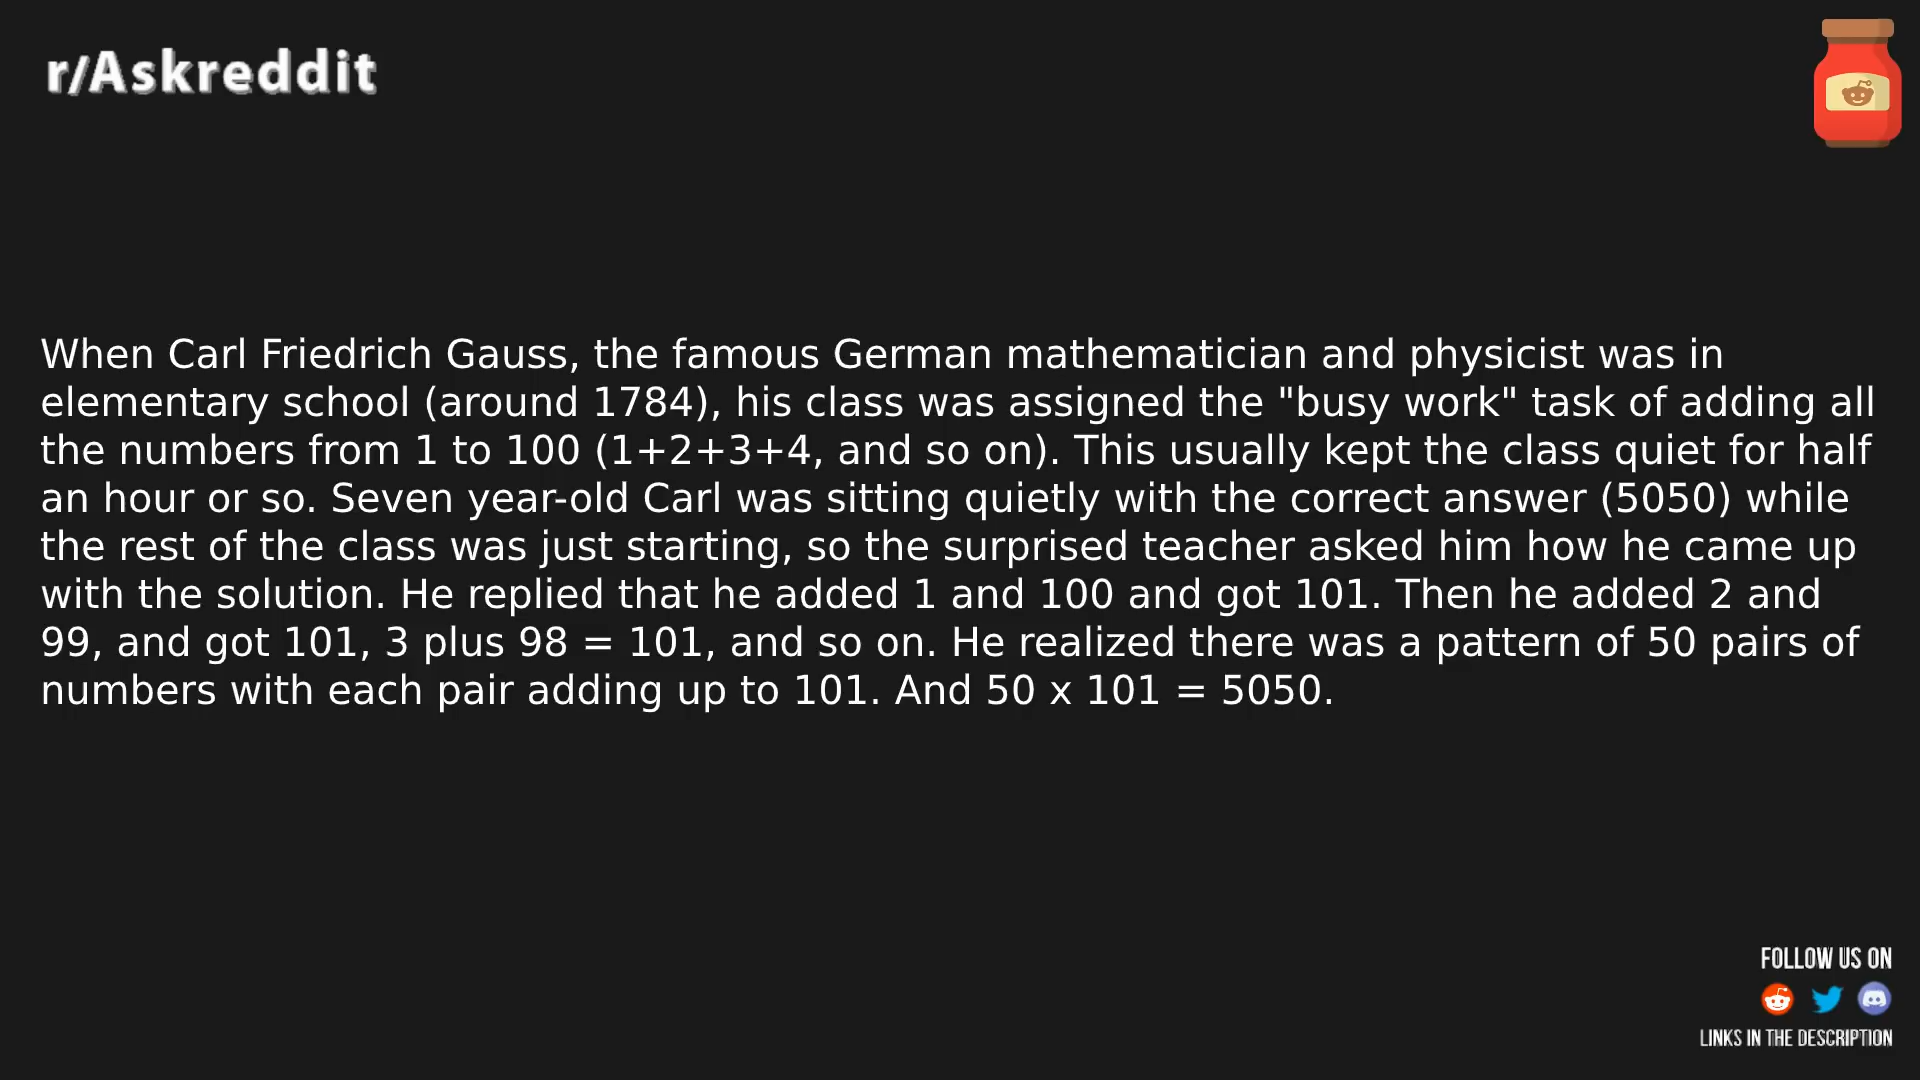 r/Askreddit
When Carl Friedrich Gauss, the famous German mathematician and physicist was in
elementary school (around 1784), his class was assigned the "busy work" task of adding all
the numbers from 1 to 100 (1+2+3+4, and so on). This usually kept the class quiet for half
an hour or so. Seven year-old Carl was sitting quietly with the correct answer (5050) while
the rest of the class was just starting, so the surprised teacher asked him how he came up
with the solution. He replied that he added 1 and 100 and got 101. Then he added 2 and
99, and got 101, 3 plus 98 = 101, and so on. He realized there was a pattern of 50 pairs of
numbers with each pair adding up to 101. And 50 x 101 = 5050.
FOLLOW US ON
LINKS IN THE DESCRIPTION